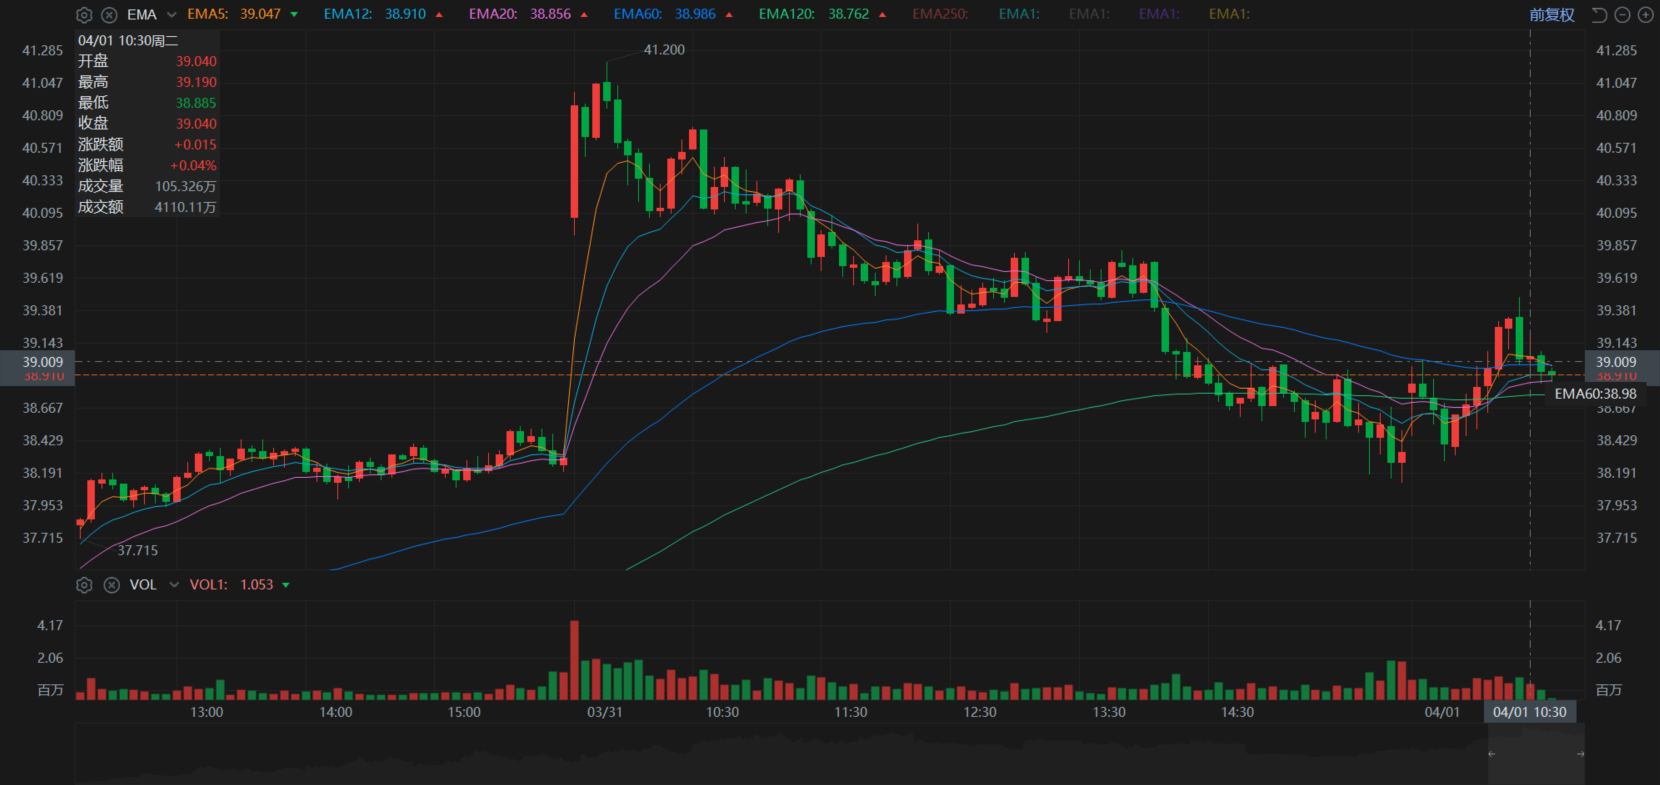 EMA EMA5: 39.047 EMA12: 38.910 EMA20: 38.856 EMA60: 38.986 EMA120: 38.762 EMA250: EMA1: EMA1: EMA1: EMA1: 前复权
04/01 10:30周二
开盘 39.040
最高 39.190
最低 38.885
收盘 39.040
涨跌额 +0.015
涨跌幅 +0.04%
成交量 105.326万
成交额 4110.11万
41.285 41.285
41.047 41.047
40.809 40.809
40.571 40.571
40.333 40.333
40.095 40.095
39.857 39.857
39.619 39.619
39.381 39.381
39.143 39.143
39.009 39.009
38.910 38.910
38.667 38.667
38.429 38.429
38.191 38.191
37.953 37.953
37.715 37.715
41.200
37.715
EMA60:38.98
VOL VOL1: 1.053
4.17 4.17
2.06 2.06
百万 百万
13:00 14:00 15:00 03/31 10:30 11:30 12:30 13:30 14:30 04/01 04/01 10:30